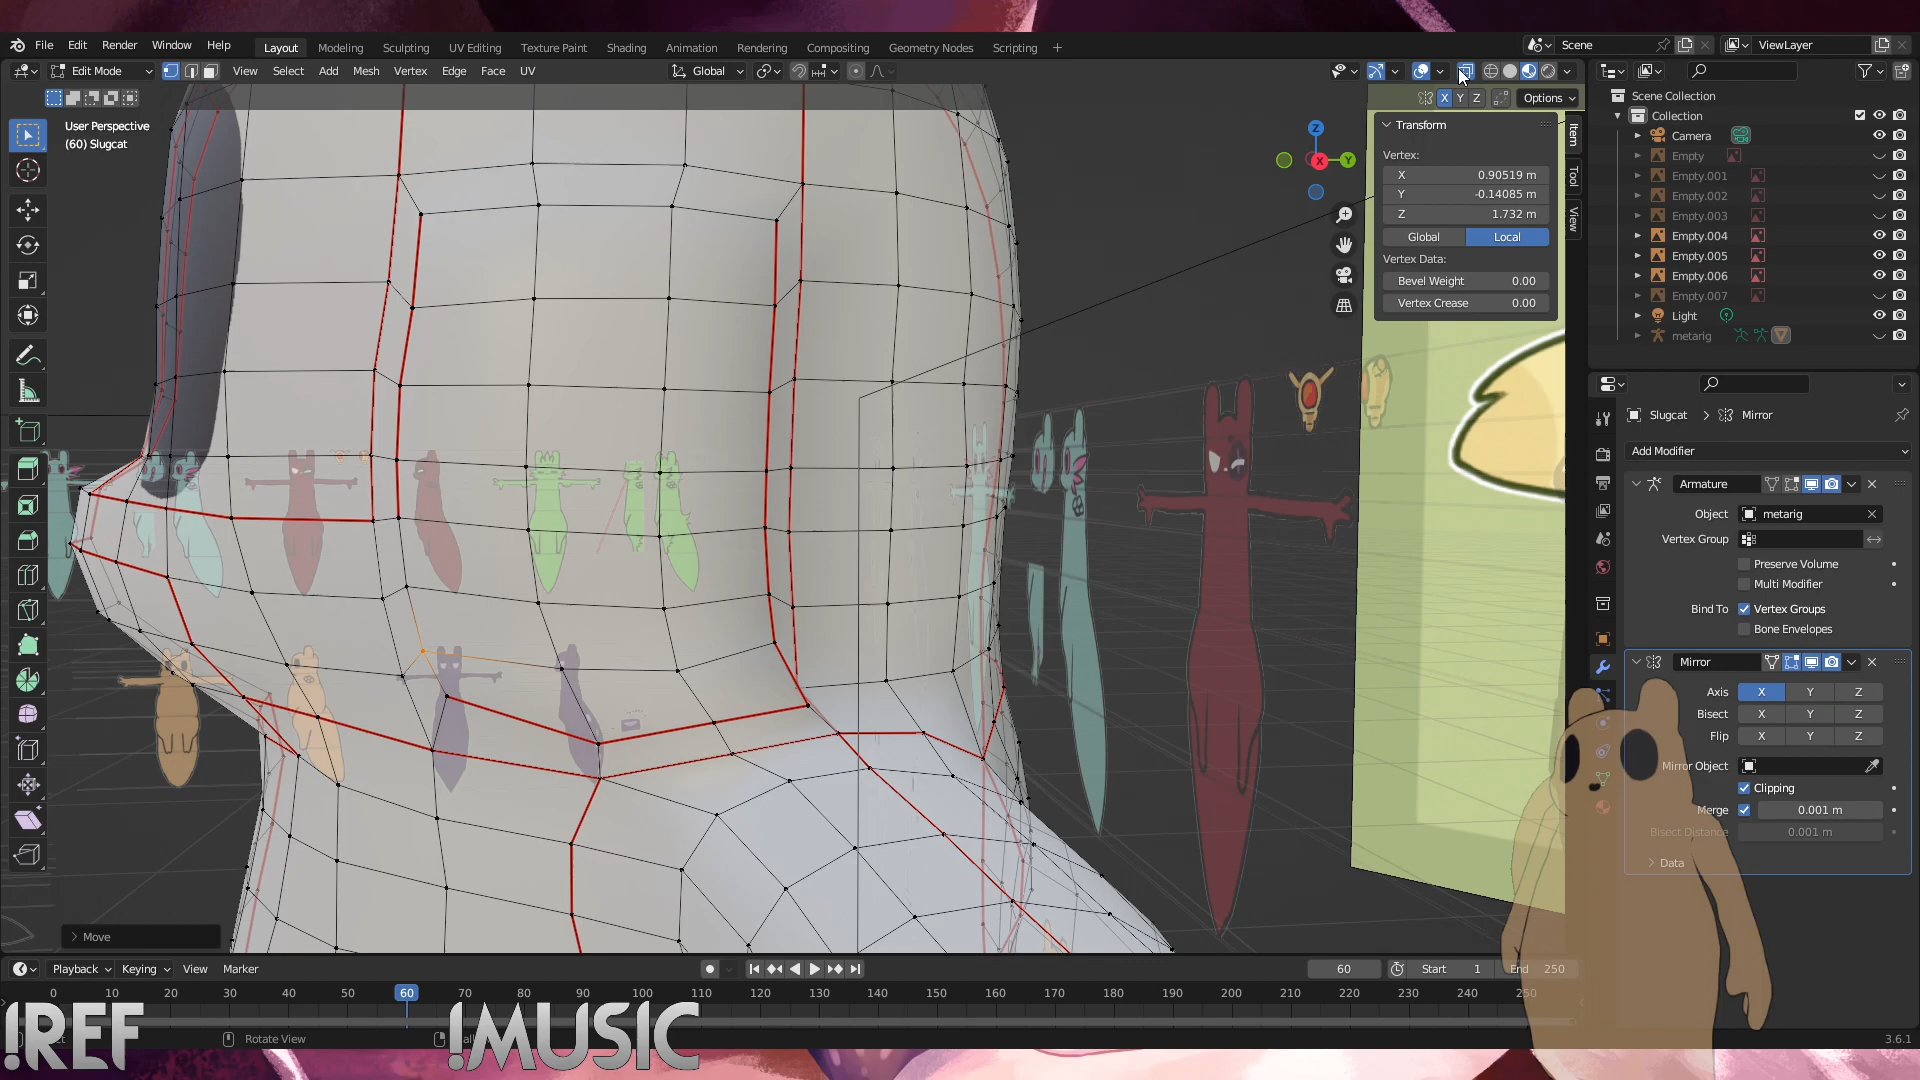 File Edit Render Window Help Layout Modeling Sculpting UV Editing Texture Paint Shading Animation Rendering Compositing Geometry Nodes Scripting + Scene ViewLayer
Edit Mode View Select Add Mesh Vertex Edge Face UV Global
X Y Z Options
User Perspective
(60) Slugcat
Z
X
Y
Transform
Vertex:
X 0.90519 m
Y -0.14085 m
Z 1.732 m
Global Local
Vertex Data:
Bevel Weight 0.00
Vertex Crease 0.00
Item
Tool
View
Scene Collection
Collection
Camera
Empty
Empty.001
Empty.002
Empty.003
Empty.004
Empty.005
Empty.006
Empty.007
Light
metarig
Slugcat > Mirror
Add Modifier
Armature
Object metarig
Vertex Group
Preserve Volume
Multi Modifier
Bind To Vertex Groups
Bone Envelopes
Mirror
Axis X Y Z
Bisect X Y Z
Flip X Y Z
Mirror Object
Clipping
Merge 0.001 m
Bisect Distance 0.001 m
Data
Move
Playback Keying View Marker 60 Start 1 End 250
0 10 20 30 40 50 60 70 80 90 100 110 120 130 140 150 160 170 180 190 200 210 220 230 240 250
!REF
!MUSIC
Rotate View
3.6.1